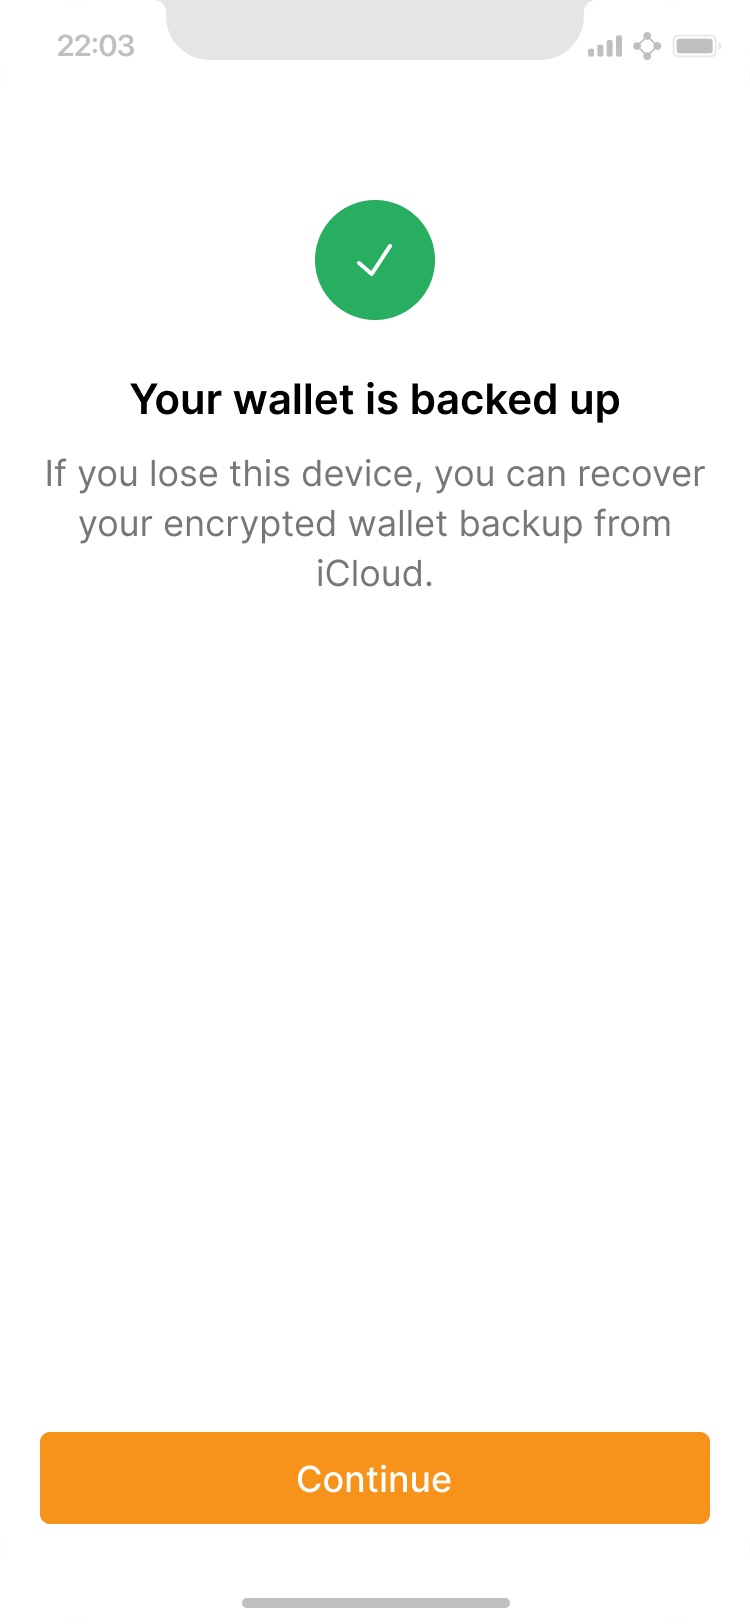 22:03
Your wallet is backed up
If you lose this device, you can recover
your encrypted wallet backup from
iCloud.
Continue